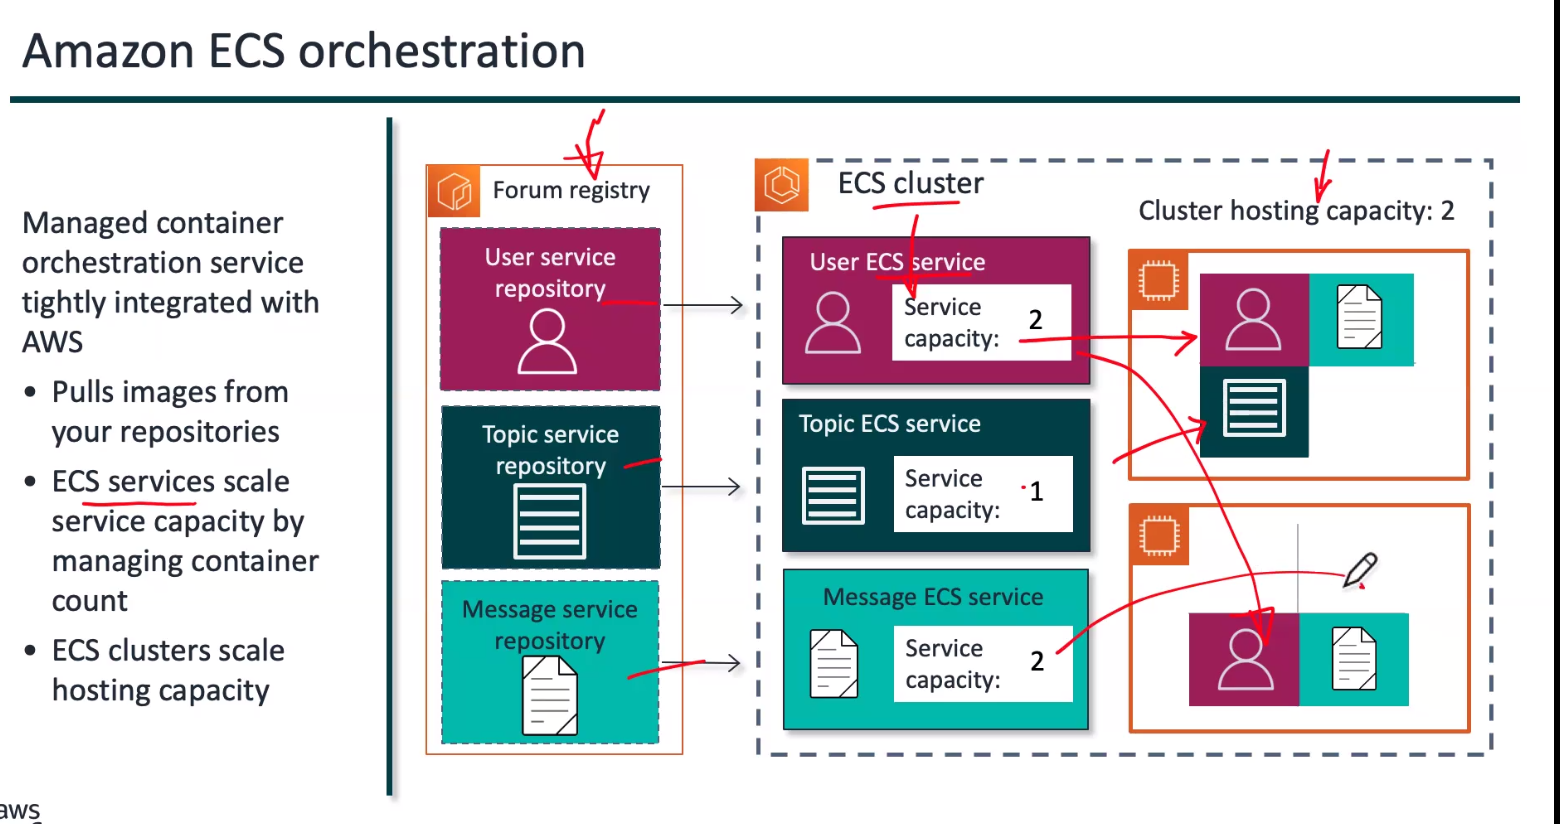 Amazon ECS orchestration
Managed container
orchestration service
tightly integrated with
AWS
• Pulls images from
your repositories
• ECS services scale
service capacity by
managing container
count
• ECS clusters scale
hosting capacity
Forum registry
User service
repository
Topic service
repository
Message service
repository
ECS cluster
User ECS service
Service
capacity: 2
Topic ECS service
Service
capacity: 1
Message ECS service
Service
capacity: 2
Cluster hosting capacity: 2
aws